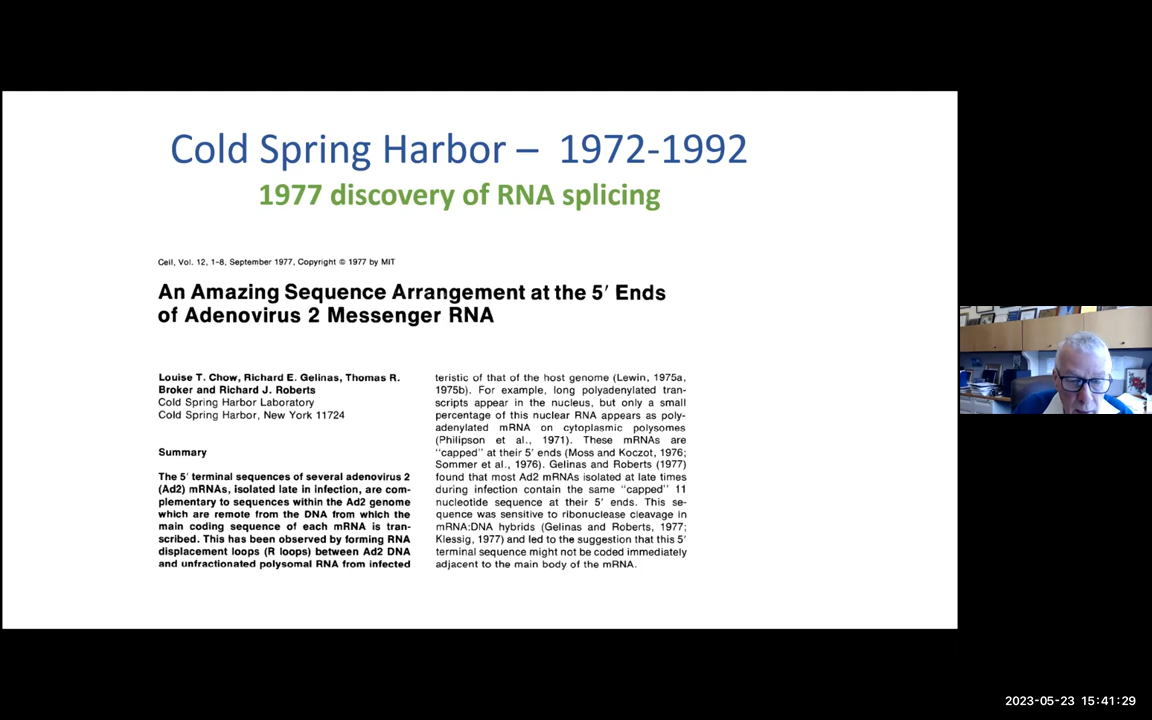 Cold Spring Harbor – 1972-1992
1977 discovery of RNA splicing
Cell, Vol. 12, 1-8, September 1977, Copyright © 1977 by MIT
An Amazing Sequence Arrangement at the 5′ Ends
of Adenovirus 2 Messenger RNA
Louise T. Chow, Richard E. Gelinas, Thomas R.
Broker and Richard J. Roberts
Cold Spring Harbor Laboratory
Cold Spring Harbor, New York 11724
Summary
The 5′ terminal sequences of several adenovirus 2
(Ad2) mRNAs, isolated late in infection, are com-
plementary to sequences within the Ad2 genome
which are remote from the DNA from which the
main coding sequence of each mRNA is tran-
scribed. This has been observed by forming RNA
displacement loops (R loops) between Ad2 DNA
and unfractionated polysomal RNA from infected
teristic of that of the host genome (Lewin, 1975a,
1975b). For example, long polyadenylated tran-
scripts appear in the nucleus, but only a small
percentage of this nuclear RNA appears as poly-
adenylated mRNA on cytoplasmic polysomes
(Philipson et al., 1971). These mRNAs are
“capped” at their 5′ ends (Moss and Koczot, 1976;
Sommer et al., 1976). Gelinas and Roberts (1977)
found that most Ad2 mRNAs isolated at late times
during infection contain the same “capped” 11
nucleotide sequence at their 5′ ends. This se-
quence was sensitive to ribonuclease cleavage in
mRNA:DNA hybrids (Gelinas and Roberts, 1977;
Klessig, 1977) and led to the suggestion that this 5′
terminal sequence might not be coded immediately
adjacent to the main body of the mRNA.
2023-05-23 15:41:29